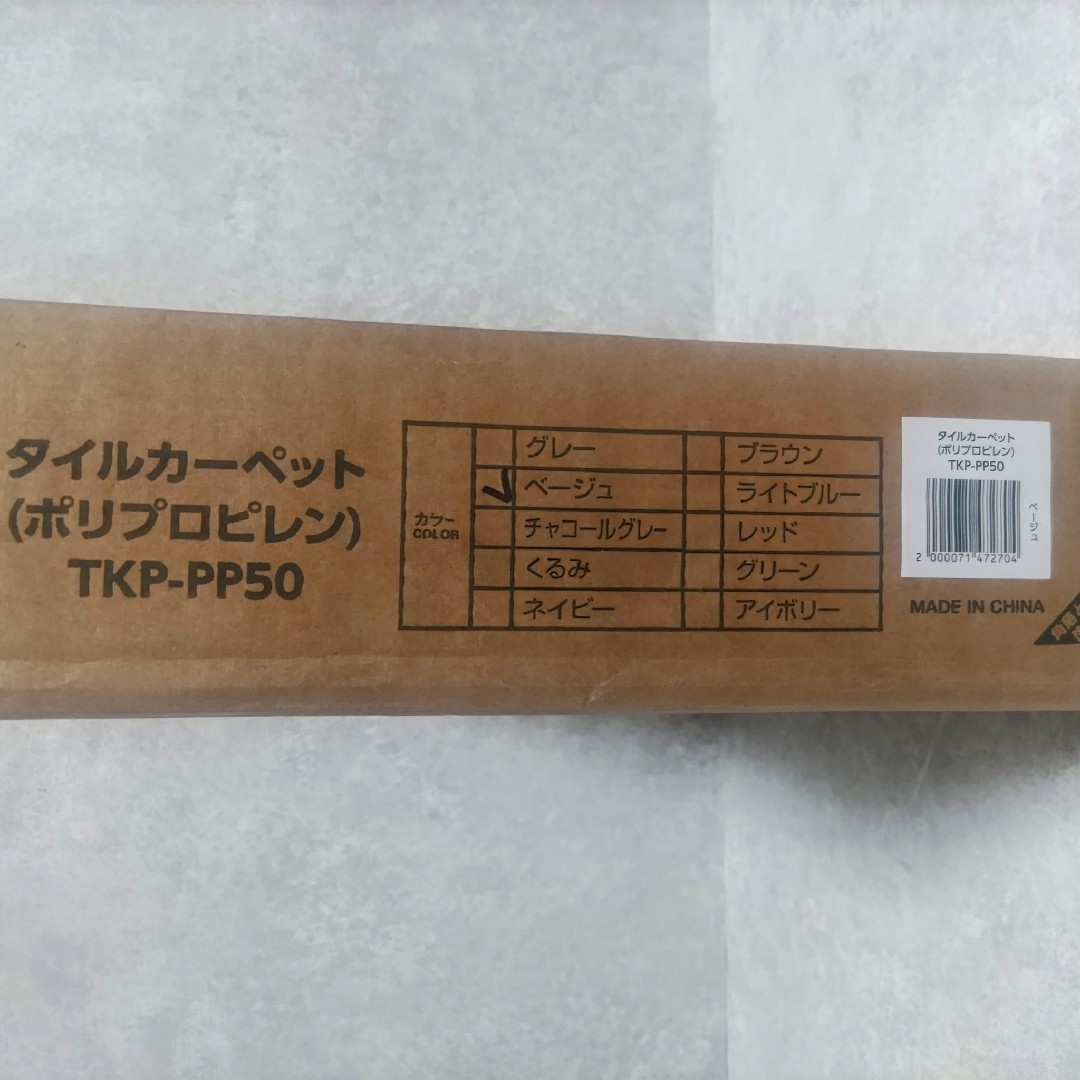 タイルカーペット
(ポリプロピレン)
TKP-PP50
カラー
COLOR
グレー
ブラウン
ベージュ
ライトブルー
チャコールグレー
レッド
くるみ
グリーン
ネイビー
アイボリー
タイルカーペット
(ポリプロピレン)
TKP-PP50
ベージュ
2 000071 472704
MADE IN CHINA